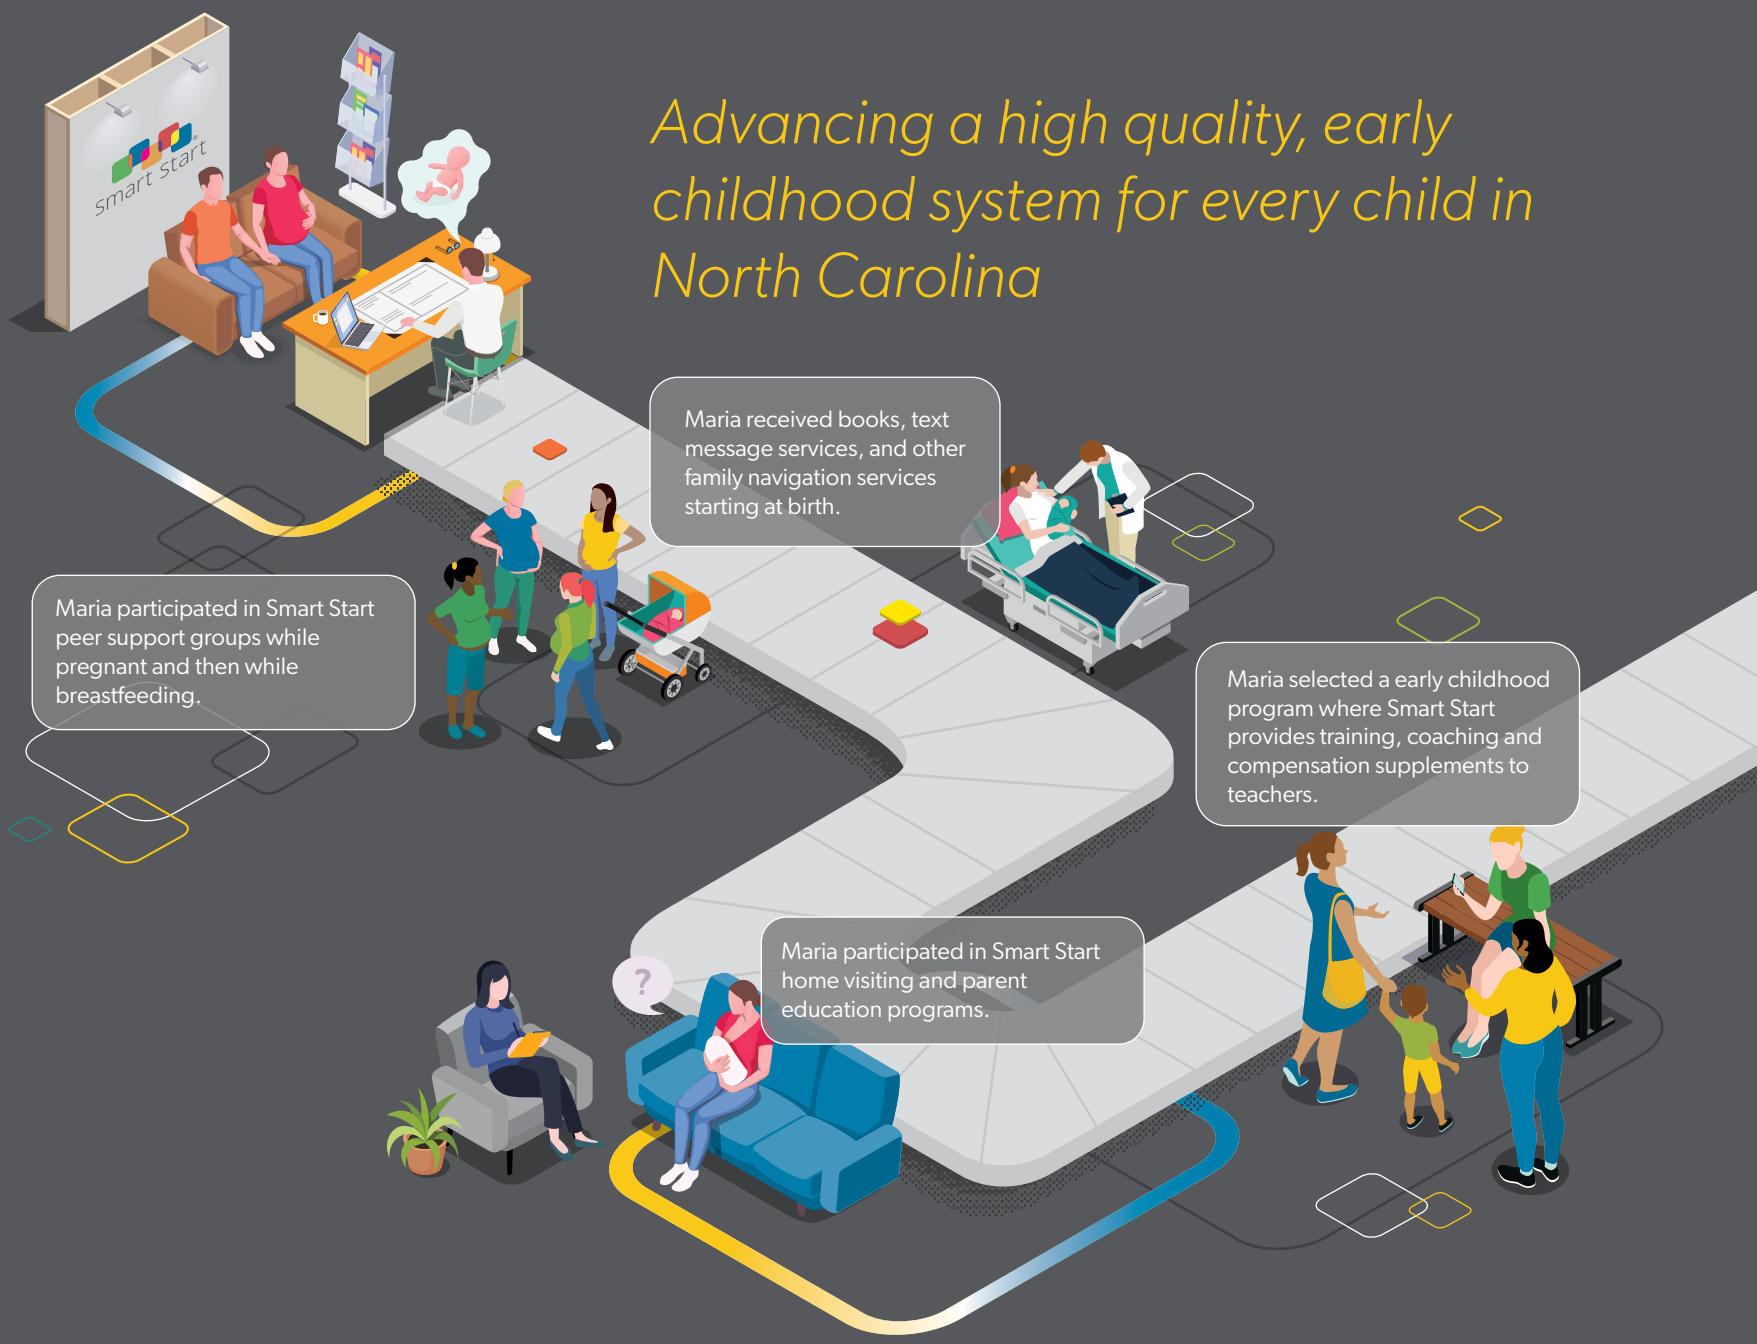 smart start
Advancing a high quality, early
childhood system for every child in
North Carolina
Maria received books, text
message services, and other
family navigation services
starting at birth.
Maria participated in Smart Start
peer support groups while
pregnant and then while
breastfeeding.
Maria selected a early childhood
program where Smart Start
provides training, coaching and
compensation supplements to
teachers.
Maria participated in Smart Start
home visiting and parent
education programs.
?